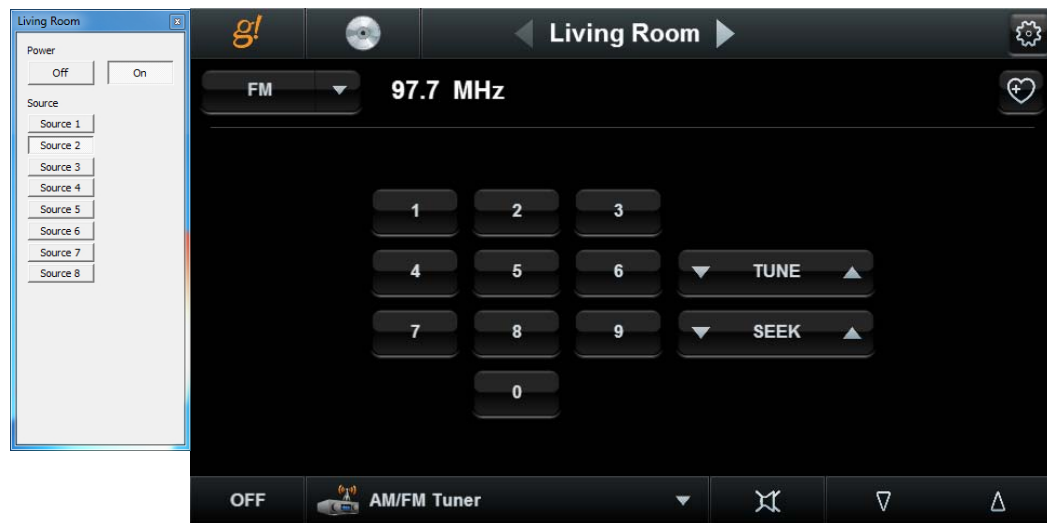 Living Room
Power
Off On
Source
Source 1
Source 2
Source 3
Source 4
Source 5
Source 6
Source 7
Source 8
g! Living Room
FM 97.7 MHz
1 2 3
4 5 6 TUNE
7 8 9 SEEK
0
OFF AM/FM Tuner